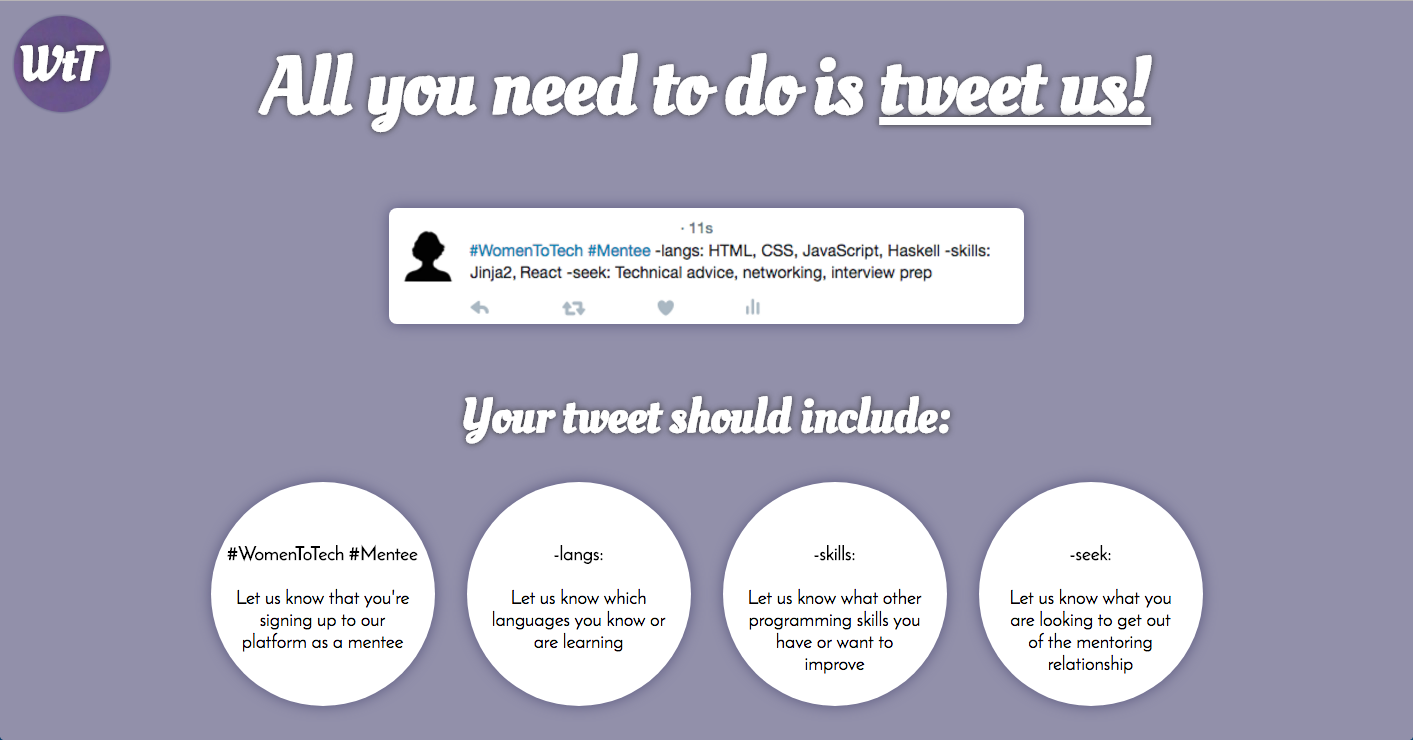 WtT
All you need to do is tweet us!
· 11s
#WomenToTech #Mentee -langs: HTML, CSS, JavaScript, Haskell -skills:
Jinja2, React -seek: Technical advice, networking, interview prep
Your tweet should include:
#WomenToTech #Mentee
Let us know that you're
signing up to our
platform as a mentee
-langs:
Let us know which
languages you know or
are learning
-skills:
Let us know what other
programming skills you
have or want to
improve
-seek:
Let us know what you
are looking to get out
of the mentoring
relationship